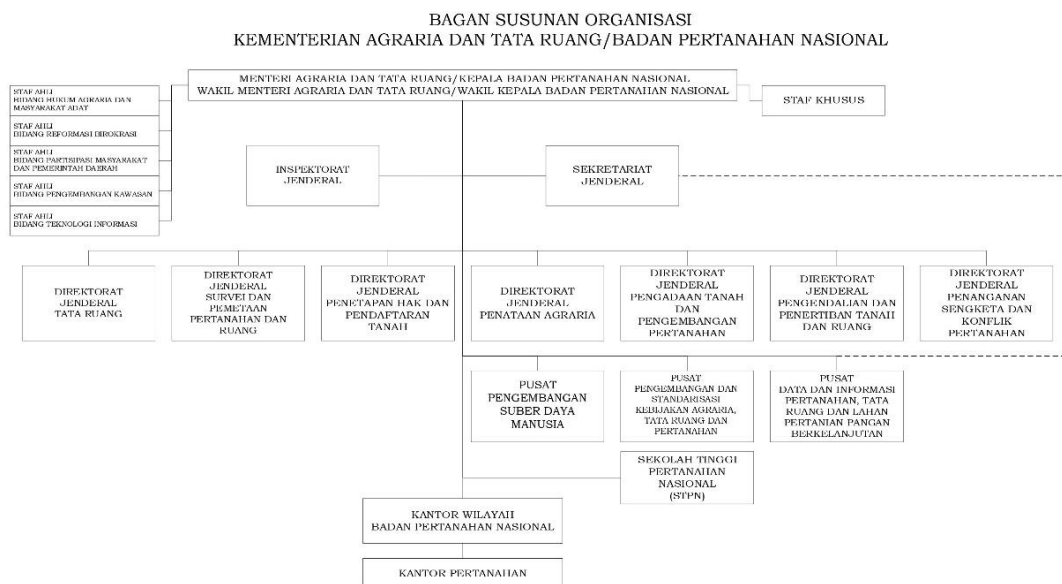 BAGAN SUSUNAN ORGANISASI
KEMENTERIAN AGRARIA DAN TATA RUANG/BADAN PERTANAHAN NASIONAL
MENTERI AGRARIA DAN TATA RUANG/KEPALA BADAN PERTANAHAN NASIONAL
WAKIL MENTERI AGRARIA DAN TATA RUANG/WAKIL KEPALA BADAN PERTANAHAN NASIONAL
STAF KHUSUS
STAF AHLI
BIDANG HUKUM AGRARIA DAN
MASYARAKAT ADAT
STAF AHLI
BIDANG REFORMASI BIROKRASI
STAF AHLI
BIDANG PARTISIPASI MASYARAKAT
DAN PEMERINTAH DAERAH
STAF AHLI
BIDANG PENGEMBANGAN KAWASAN
STAF AHLI
BIDANG TEKNOLOGI INFORMASI
INSPEKTORAT
JENDERAL
SEKRETARIAT
JENDERAL
DIREKTORAT
JENDERAL
TATA RUANG
DIREKTORAT
JENDERAL
SURVEI DAN
PEMETAAN
PERTANAHAN DAN
RUANG
DIREKTORAT
JENDERAL
PENETAPAN HAK DAN
PENDAFTARAN
TANAH
DIREKTORAT
JENDERAL
PENATAAN AGRARIA
DIREKTORAT
JENDERAL
PENGADAAN TANAH
DAN
PENGEMBANGAN
PERTANAHAN
DIREKTORAT
JENDERAL
PENGENDALIAN DAN
PENERTIBAN TANAH
DAN RUANG
DIREKTORAT
JENDERAL
PENANGANAN
SENGKETA DAN
KONFLIK
PERTANAHAN
PUSAT
PENGEMBANGAN
SUBER DAYA
MANUSIA
PUSAT
PENGEMBANGAN DAN
STANDARISASI
KEBIJAKAN AGRARIA,
TATA RUANG DAN
PERTANAHAN
PUSAT
DATA DAN INFORMASI
PERTANAHAN, TATA
RUANG DAN LAHAN
PERTANIAN PANGAN
BERKELANJUTAN
SEKOLAH TINGGI
PERTANAHAN
NASIONAL
(STPN)
KANTOR WILAYAH
BADAN PERTANAHAN NASIONAL
KANTOR PERTANAHAN